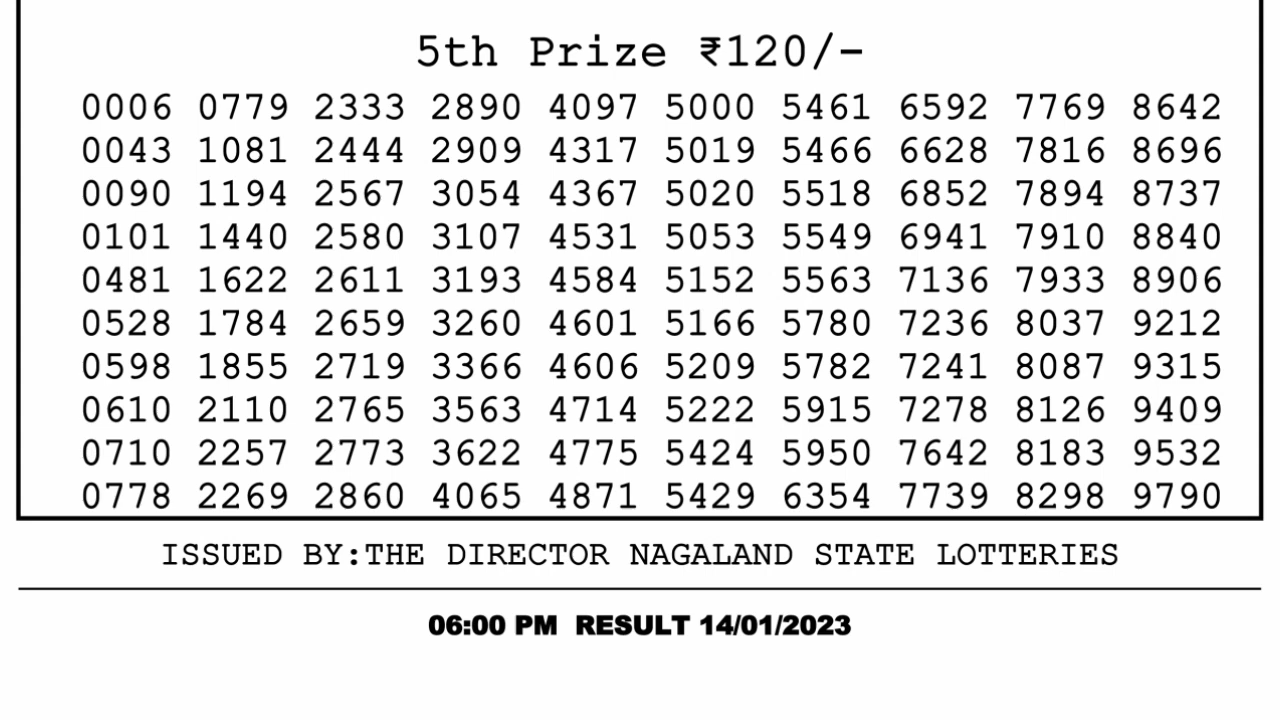 5th Prize ₹120/-
0006 0779 2333 2890 4097 5000 5461 6592 7769 8642
0043 1081 2444 2909 4317 5019 5466 6628 7816 8696
0090 1194 2567 3054 4367 5020 5518 6852 7894 8737
0101 1440 2580 3107 4531 5053 5549 6941 7910 8840
0481 1622 2611 3193 4584 5152 5563 7136 7933 8906
0528 1784 2659 3260 4601 5166 5780 7236 8037 9212
0598 1855 2719 3366 4606 5209 5782 7241 8087 9315
0610 2110 2765 3563 4714 5222 5915 7278 8126 9409
0710 2257 2773 3622 4775 5424 5950 7642 8183 9532
0778 2269 2860 4065 4871 5429 6354 7739 8298 9790
ISSUED BY:THE DIRECTOR NAGALAND STATE LOTTERIES
06:00 PM RESULT 14/01/2023